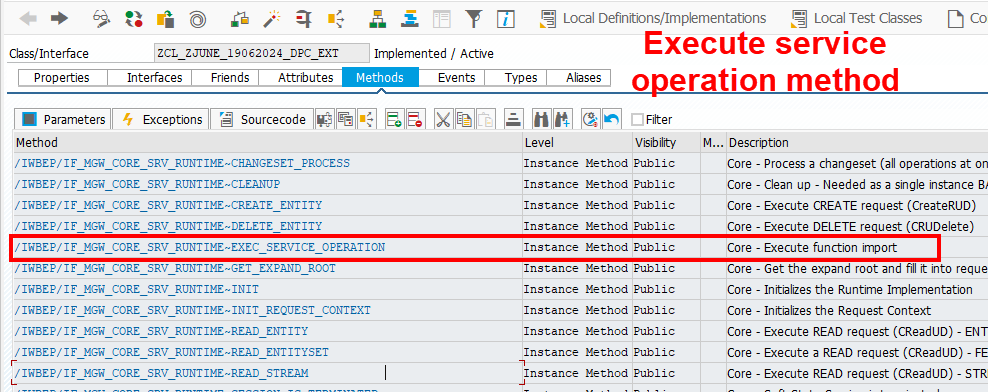 Local Definitions/Implementations Local Test Classes Co
Execute service
operation method
Class/Interface ZCL_ZJUNE_19062024_DPC_EXT Implemented / Active
Properties Interfaces Friends Attributes Methods Events Types Aliases
Parameters Exceptions Sourcecode Filter
Method Level Visibility M... Description
/IWBEP/IF_MGW_CORE_SRV_RUNTIME~CHANGESET_PROCESS Instance Method Public Core - Process a changeset (all operations at on
/IWBEP/IF_MGW_CORE_SRV_RUNTIME~CLEANUP Instance Method Public Core - Clean up - Needed as a single instance BA
/IWBEP/IF_MGW_CORE_SRV_RUNTIME~CREATE_ENTITY Instance Method Public Core - Execute CREATE request (CreateRUD)
/IWBEP/IF_MGW_CORE_SRV_RUNTIME~DELETE_ENTITY Instance Method Public Core - Execute DELETE request (CRUDelete)
/IWBEP/IF_MGW_CORE_SRV_RUNTIME~EXEC_SERVICE_OPERATION Instance Method Public Core - Execute function import
/IWBEP/IF_MGW_CORE_SRV_RUNTIME~GET_EXPAND_ROOT Instance Method Public Core - Get the expand root and fill it into reque
/IWBEP/IF_MGW_CORE_SRV_RUNTIME~INIT Instance Method Public Core - Initializes the Runtime Implementation
/IWBEP/IF_MGW_CORE_SRV_RUNTIME~INIT_REQUEST_CONTEXT Instance Method Public Core - Initializes the Request Context
/IWBEP/IF_MGW_CORE_SRV_RUNTIME~READ_ENTITY Instance Method Public Core - Execute READ request (CReadUD) - ENT
/IWBEP/IF_MGW_CORE_SRV_RUNTIME~READ_ENTITYSET Instance Method Public Core - Execute a READ request (CReadUD) - FE
/IWBEP/IF_MGW_CORE_SRV_RUNTIME~READ_STREAM Instance Method Public Core - Execute READ request (CReadUD) - STR